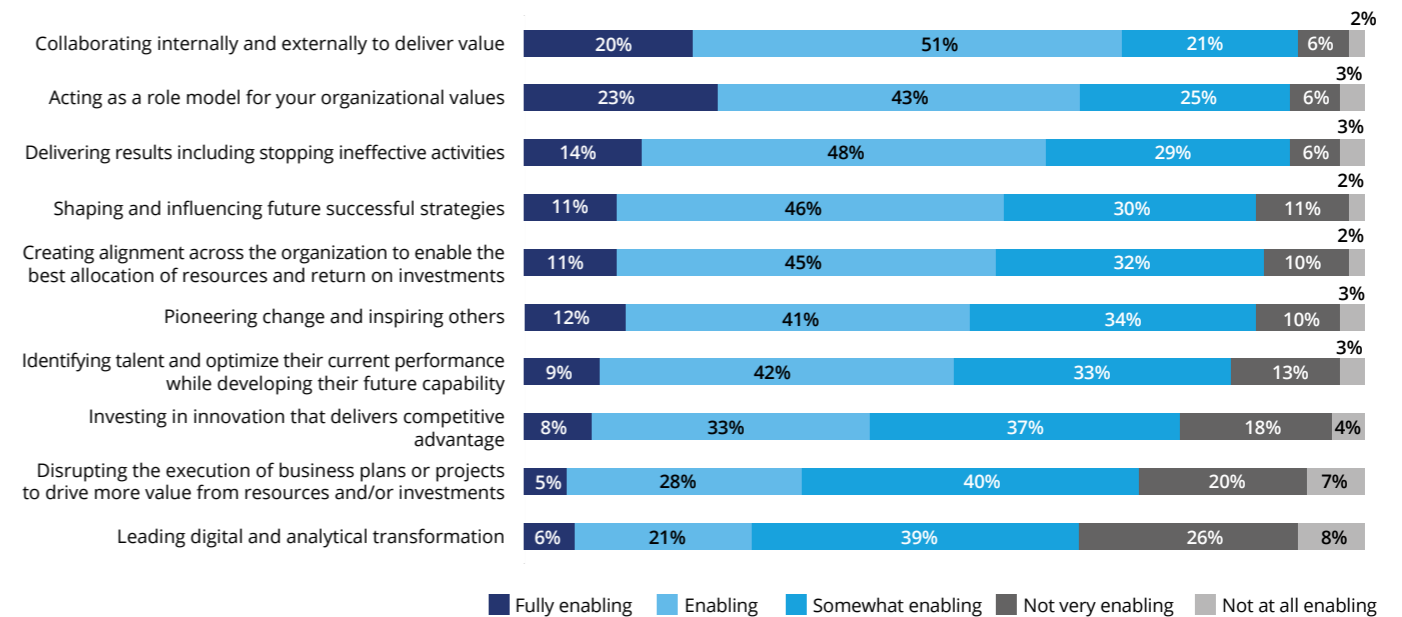 2%
Collaborating internally and externally to deliver value 20% 51% 21% 6%
3%
Acting as a role model for your organizational values 23% 43% 25% 6%
3%
Delivering results including stopping ineffective activities 14% 48% 29% 6%
2%
Shaping and influencing future successful strategies 11% 46% 30% 11%
2%
Creating alignment across the organization to enable the
best allocation of resources and return on investments 11% 45% 32% 10%
3%
Pioneering change and inspiring others 12% 41% 34% 10%
3%
Identifying talent and optimize their current performance
while developing their future capability 9% 42% 33% 13%
Investing in innovation that delivers competitive
advantage 8% 33% 37% 18% 4%
Disrupting the execution of business plans or projects
to drive more value from resources and/or investments 5% 28% 40% 20% 7%
Leading digital and analytical transformation 6% 21% 39% 26% 8%
Fully enabling Enabling Somewhat enabling Not very enabling Not at all enabling